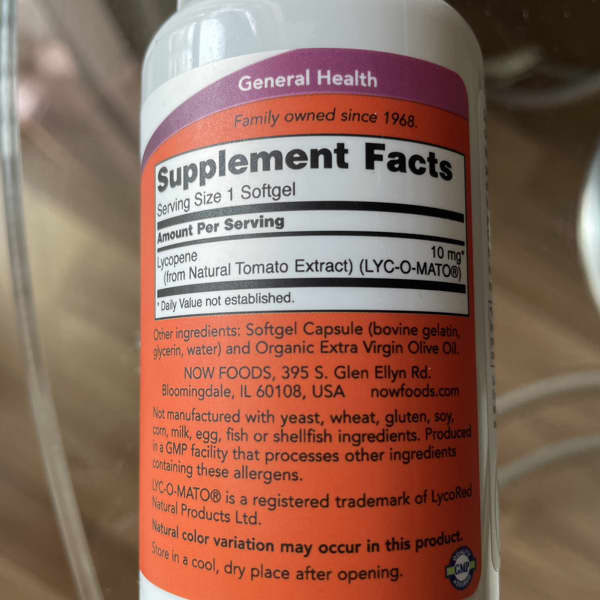 General Health
Family owned since 1968.
Supplement Facts
Serving Size 1 Softgel
Amount Per Serving
Lycopene 10 mg*
(from Natural Tomato Extract) (LYC-O-MATO®)
* Daily Value not established.
Other ingredients: Softgel Capsule (bovine gelatin,
glycerin, water) and Organic Extra Virgin Olive Oil.
NOW FOODS, 395 S. Glen Ellyn Rd.
Bloomingdale, IL 60108, USA nowfoods.com
Not manufactured with yeast, wheat, gluten, soy,
corn, milk, egg, fish or shellfish ingredients. Produced
in a GMP facility that processes other ingredients
containing these allergens.
LYC-O-MATO® is a registered trademark of LycoRed
Natural Products Ltd.
Natural color variation may occur in this product.
Store in a cool, dry place after opening.
GMP